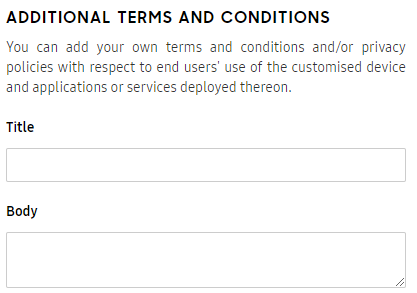 ADDITIONAL TERMS AND CONDITIONS
You can add your own terms and conditions and/or privacy
policies with respect to end users' use of the customised device
and applications or services deployed thereon.
Title
Body